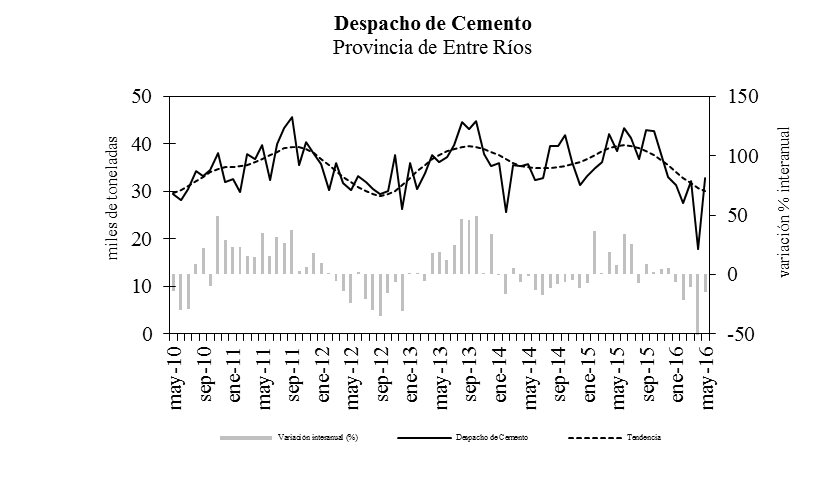 Despacho de Cemento
Provincia de Entre Ríos
miles de toneladas
50
40
30
20
10
0
150
100
50
0
-50
variación % interanual
may-10
sep-10
ene-11
may-11
sep-11
ene-12
may-12
sep-12
ene-13
may-13
sep-13
ene-14
may-14
sep-14
ene-15
may-15
sep-15
ene-16
may-16
Variación interanual (%)
Despacho de Cemento
Tendencia